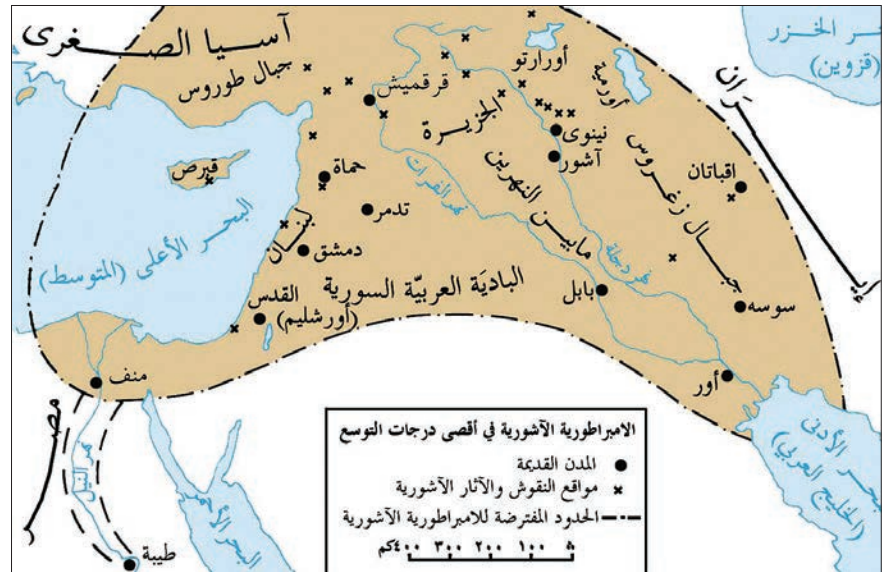 آسيا الصغرى
جبال طوروس
قرقميش
أورارتو
أورمية
بحر الخزر
(قزوين)
إيران
الجزيرة
نينوى
آشور
اقباتان
جبال زغروس
قبرص
حماة
نهر الفرات
مابين النهرين
تدمر
لبنان
البحر الأعلى (المتوسط)
دمشق
البادية العربيّة السورية
بابل
نهر دجلة
سوسه
القدس
(أورشليم)
منف
أور
مصر
نهر النيل
البحر الأحمر
طيبة
البحر الأدنى
(الخليج العربي)
الامبراطورية الآشورية في أقصى درجات التوسع
المدن القديمة
مواقع النقوش والآثار الآشورية
الحدود المفترضة للامبراطورية الآشورية
٠ ١٠٠ ٢٠٠ ٣٠٠ ٤٠٠كم